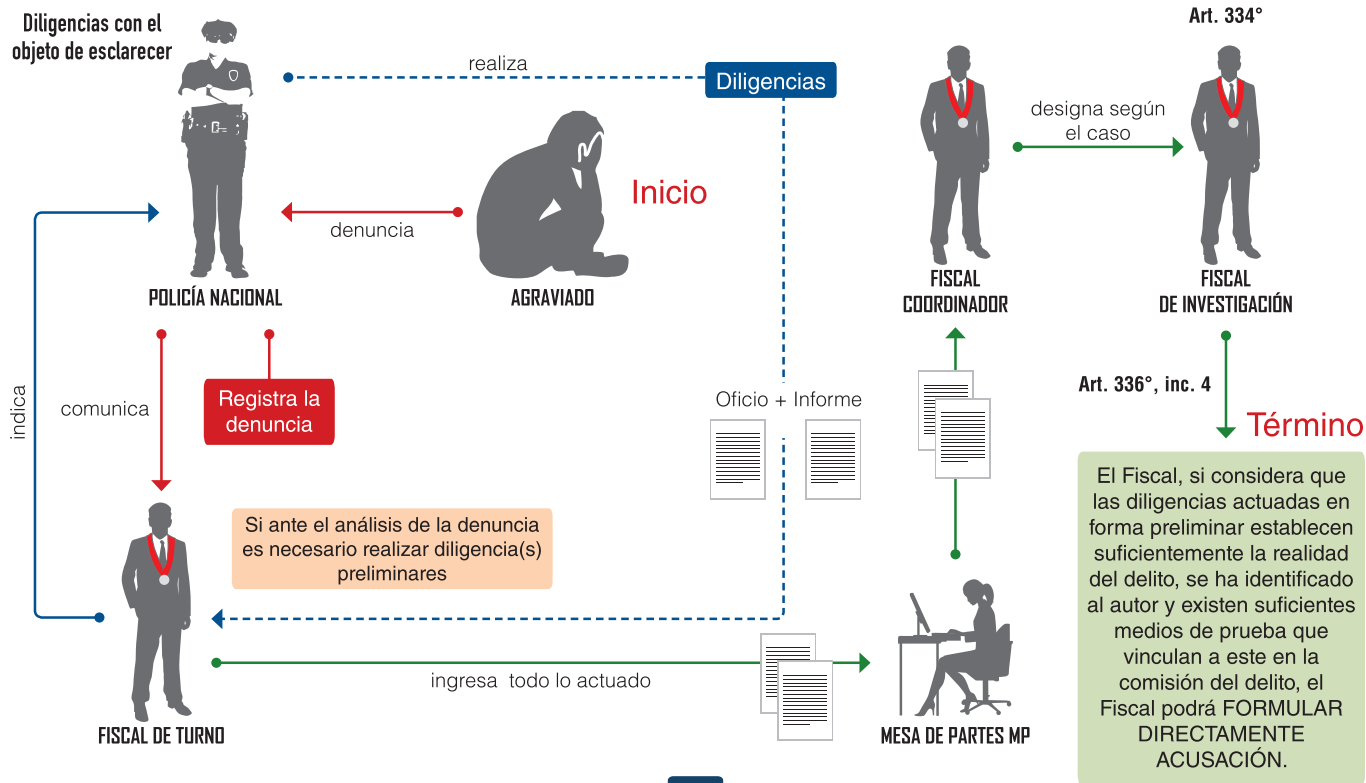 Diligencias con el
objeto de esclarecer
realiza
Diligencias
Art. 334°
designa según
el caso
Inicio
denuncia
POLICÍA NACIONAL
AGRAVIADO
FISCAL
COORDINADOR
FISCAL
DE INVESTIGACIÓN
indica
comunica
Registra la
denuncia
Oficio + Informe
Art. 336°, inc. 4
Término
Si ante el análisis de la denuncia
es necesario realizar diligencia(s)
preliminares
El Fiscal, si considera que
las diligencias actuadas en
forma preliminar establecen
suficientemente la realidad
del delito, se ha identificado
al autor y existen suficientes
medios de prueba que
vinculan a este en la
comisión del delito, el
Fiscal podrá FORMULAR
DIRECTAMENTE
ACUSACIÓN.
ingresa todo lo actuado
FISCAL DE TURNO
MESA DE PARTES MP